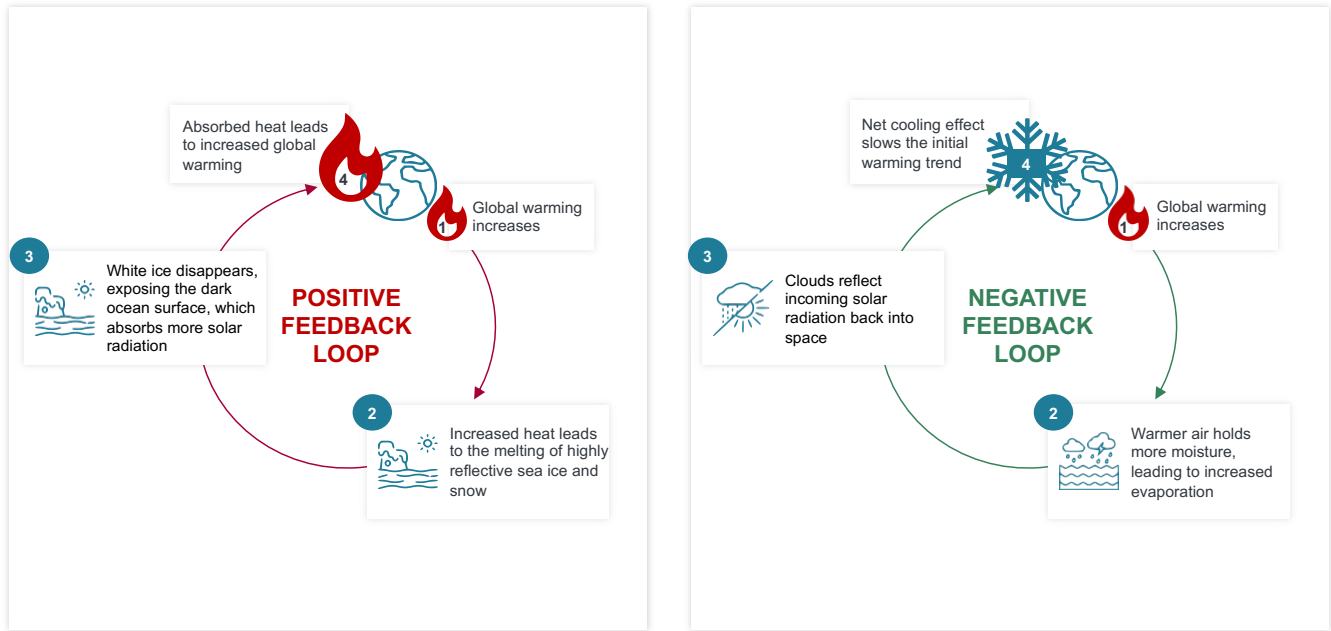 Absorbed heat leads
to increased global
warming
4
1
Global warming
increases
3
White ice disappears,
exposing the dark
ocean surface, which
absorbs more solar
radiation
POSITIVE
FEEDBACK
LOOP
2
Increased heat leads
to the melting of highly
reflective sea ice and
snow
Net cooling effect
slows the initial
warming trend
4
1
Global warming
increases
3
Clouds reflect
incoming solar
radiation back into
space
NEGATIVE
FEEDBACK
LOOP
2
Warmer air holds
more moisture,
leading to increased
evaporation